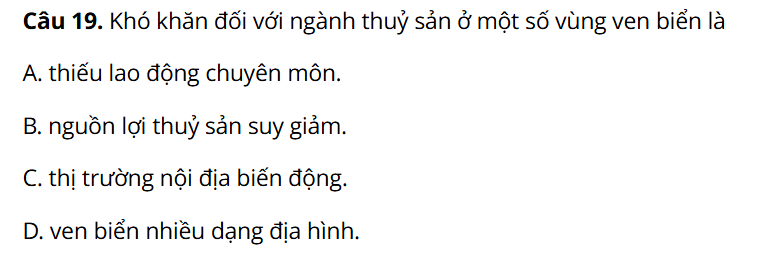 Câu 19. Khó khăn đối với ngành thuỷ sản ở một số vùng ven biển là
A. thiếu lao động chuyên môn.
B. nguồn lợi thuỷ sản suy giảm.
C. thị trường nội địa biến động.
D. ven biển nhiều dạng địa hình.